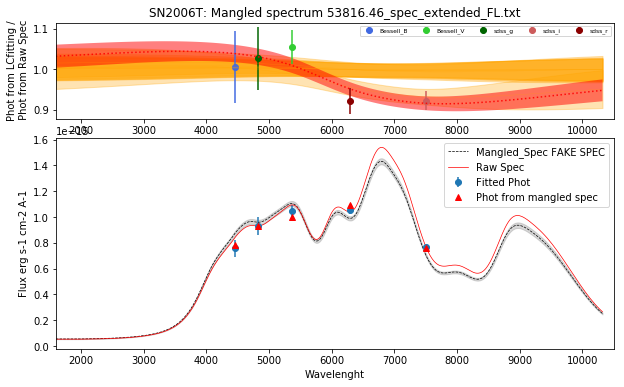 SN2006T: Mangled spectrum 53816.46_spec_extended_FL.txt
Phot from LCfitting /
Phot from Raw Spec
1.1
1.0
0.9
Bessell_B
Bessell_V
sdss_g
sdss_i
sdss_r
2000 3000 4000 5000 6000 7000 8000 9000 10000
Flux erg s-1 cm-2 A-1
1.6
1.4
1.2
1.0
0.8
0.6
0.4
0.2
0.0
Mangled_Spec FAKE SPEC
Raw Spec
Fitted Phot
Phot from mangled spec
2000 3000 4000 5000 6000 7000 8000 9000 10000
Wavelenght